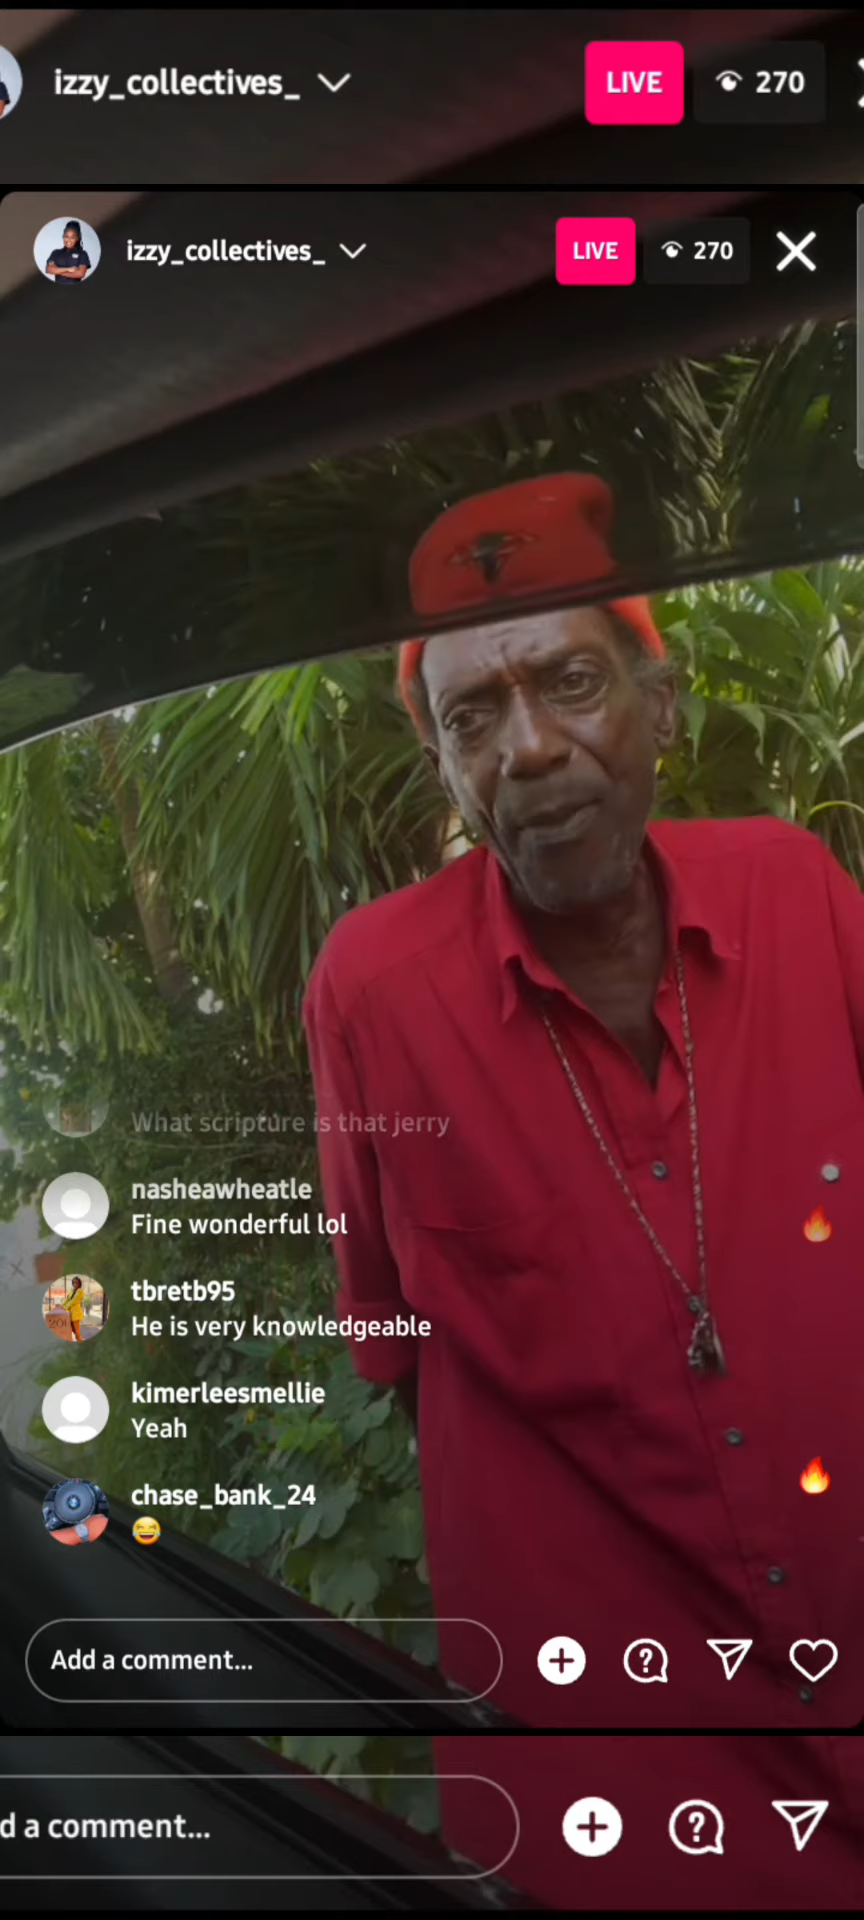 izzy_collectives_
LIVE
270
izzy_collectives_
LIVE
270
What scripture is that jerry
nasheawheatle
Fine wonderful lol
tbretb95
He is very knowledgeable
kimerleesmellie
Yeah
chase_bank_24
😂
Add a comment...
d a comment...